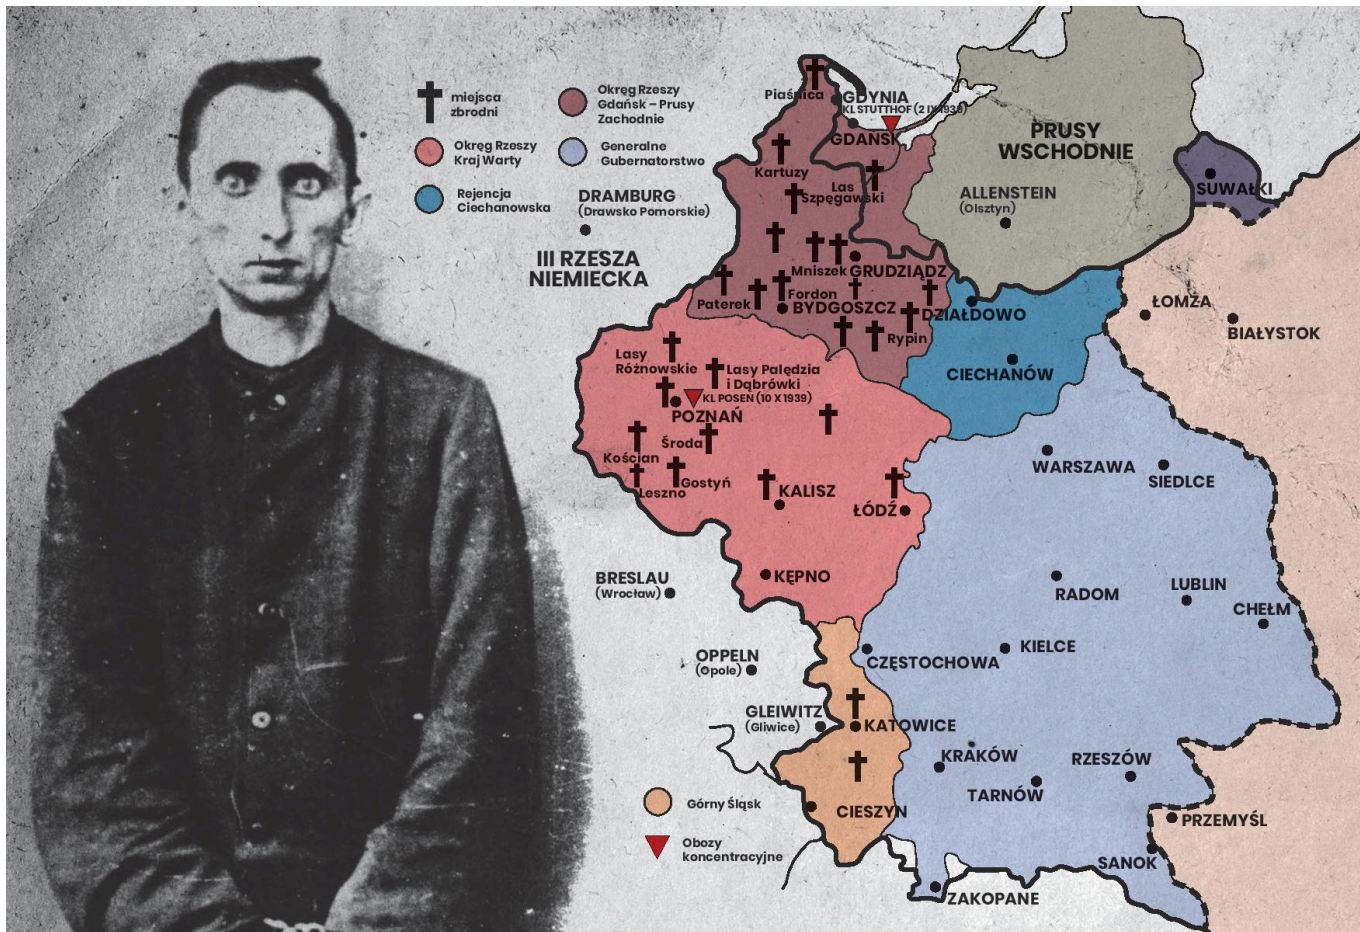 miejsca
zbrodni
Okręg Rzeszy
Gdańsk – Prusy
Zachodnie
Okręg Rzeszy
Kraj Warty
Generalne
Gubernatorstwo
Rejencja
Ciechanowska
DRAMBURG
(Drawsko Pomorskie)
III RZESZA
NIEMIECKA
Piaśnica
GDYNIA
KL STUTTHOF (2 IX 1939)
GDAŃSK
PRUSY
WSCHODNIE
Kartuzy
Las
Szpęgawski
ALLENSTEIN
(Olsztyn)
SUWAŁKI
Mniszek
GRUDZIĄDZ
Paterek
Fordon
BYDGOSZCZ
DZIAŁDOWO
Rypin
ŁOMŻA
BIAŁYSTOK
Lasy
Różnowskie
Lasy Palędzia
i Dąbrówki
KL POSEN (10 X 1939)
POZNAŃ
CIECHANÓW
Środa
Kościan
Gostyń
Leszno
KALISZ
ŁÓDŹ
WARSZAWA
SIEDLCE
KĘPNO
BRESLAU
(Wrocław)
RADOM
LUBLIN
CHEŁM
OPPELN
(Opole)
CZĘSTOCHOWA
KIELCE
GLEIWITZ
(Gliwice)
KATOWICE
KRAKÓW
RZESZÓW
TARNÓW
Górny Śląsk
CIESZYN
PRZEMYŚL
Obozy
koncentracyjne
SANOK
ZAKOPANE